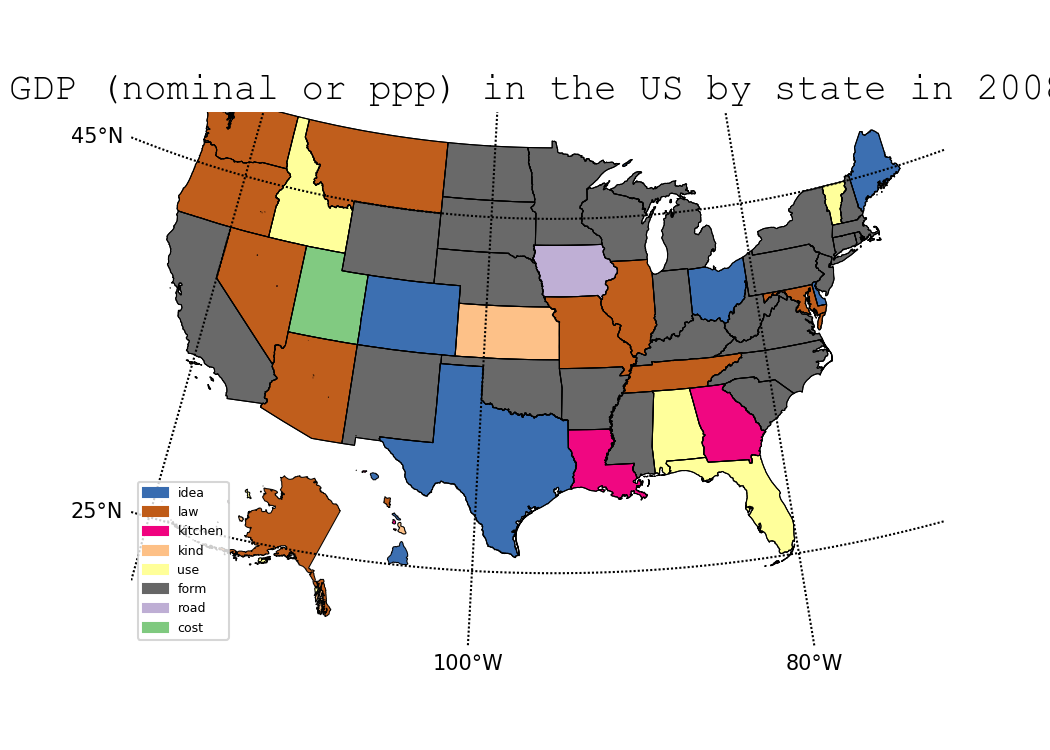 GDP (nominal or ppp) in the US by state in 2008
45°N
25°N
idea
law
kitchen
kind
use
form
road
cost
100°W
80°W